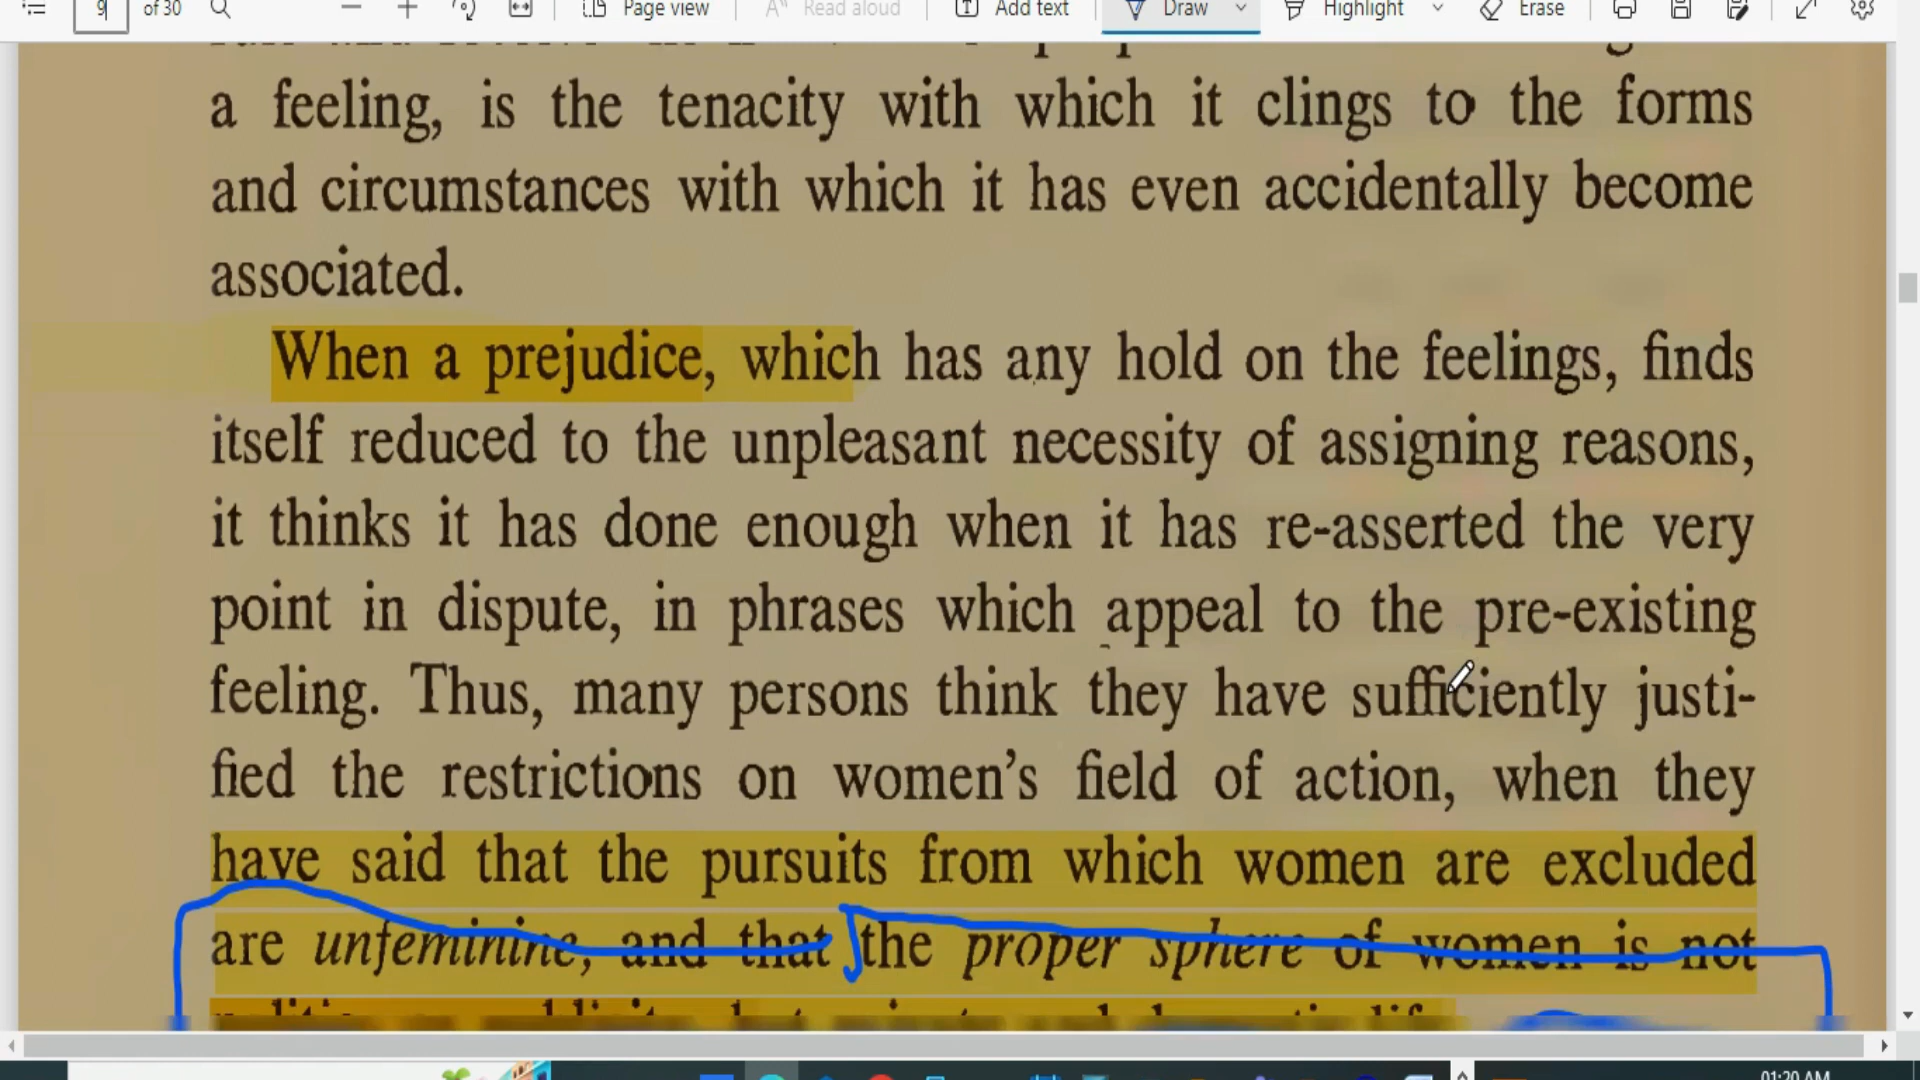 9 of 30 Page view Read aloud Add text Draw Highlight Erase
a feeling, is the tenacity with which it clings to the forms
and circumstances with which it has even accidentally become
associated.
When a prejudice, which has any hold on the feelings, finds
itself reduced to the unpleasant necessity of assigning reasons,
it thinks it has done enough when it has re-asserted the very
point in dispute, in phrases which appeal to the pre-existing
feeling. Thus, many persons think they have sufficiently justi-
fied the restrictions on women's field of action, when they
have said that the pursuits from which women are excluded
are unfeminine, and that the proper sphere of women is not